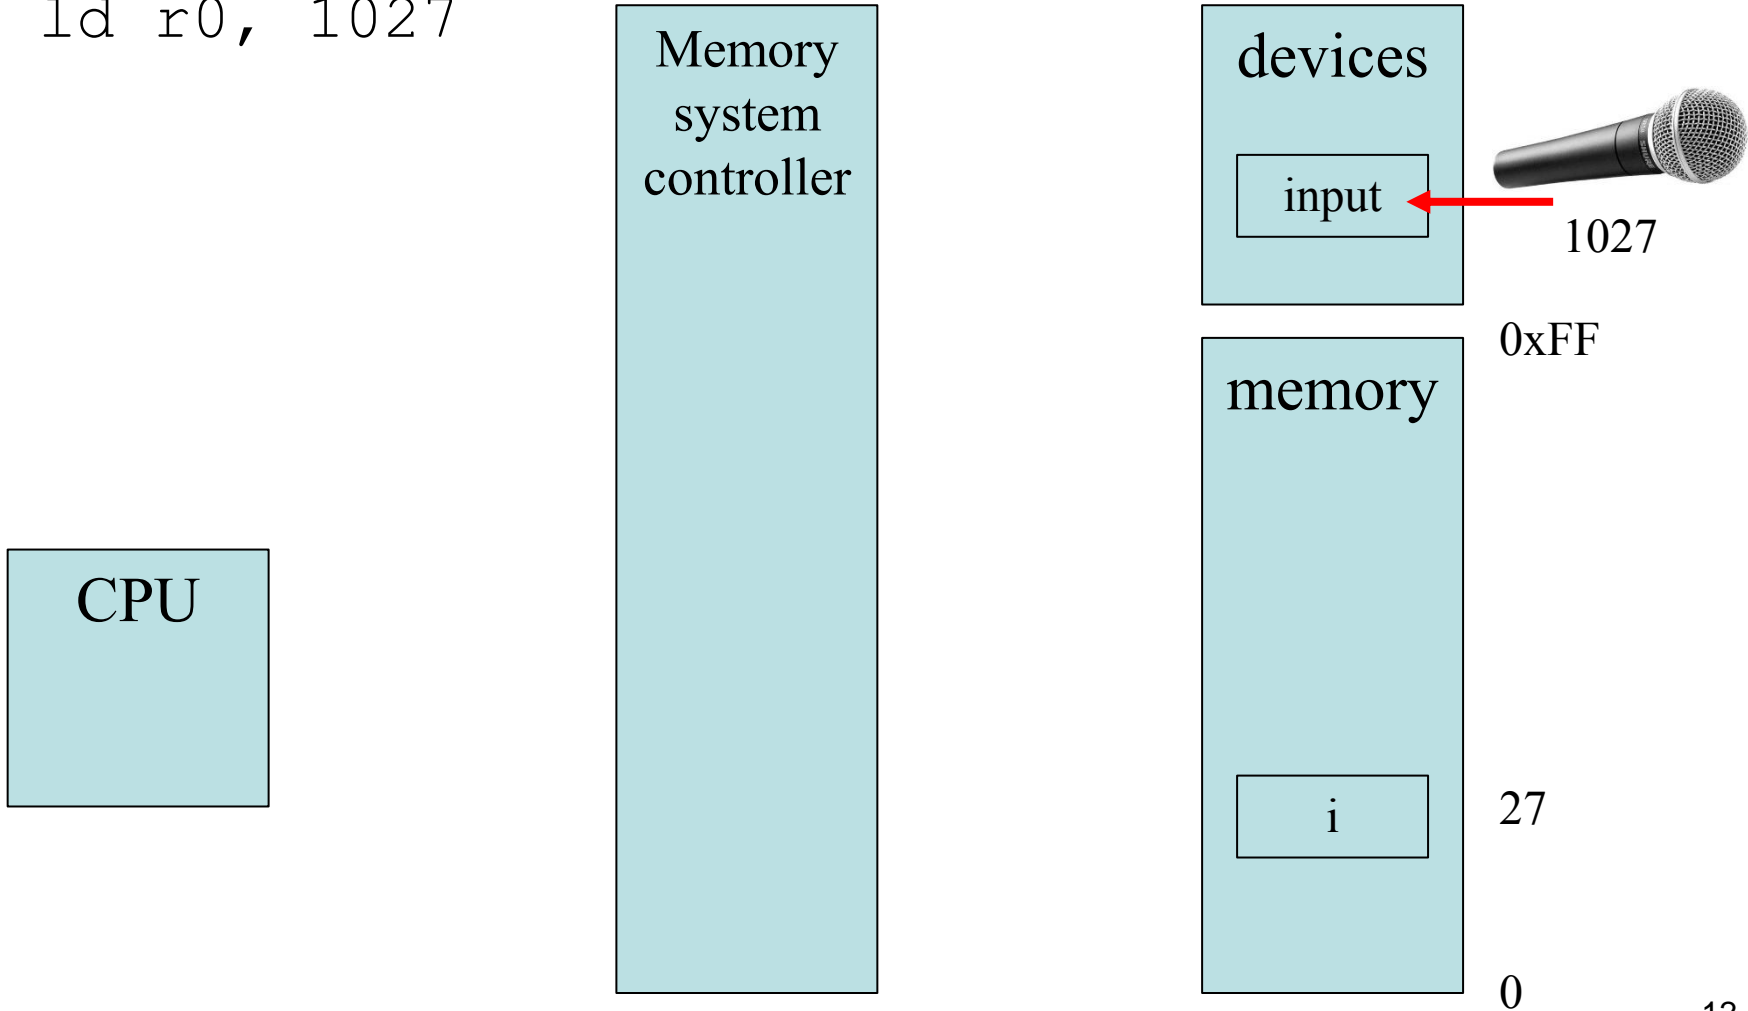 ld r0, 1027
Memory
system
controller
devices
input
1027
0xFF
memory
CPU
i
27
0